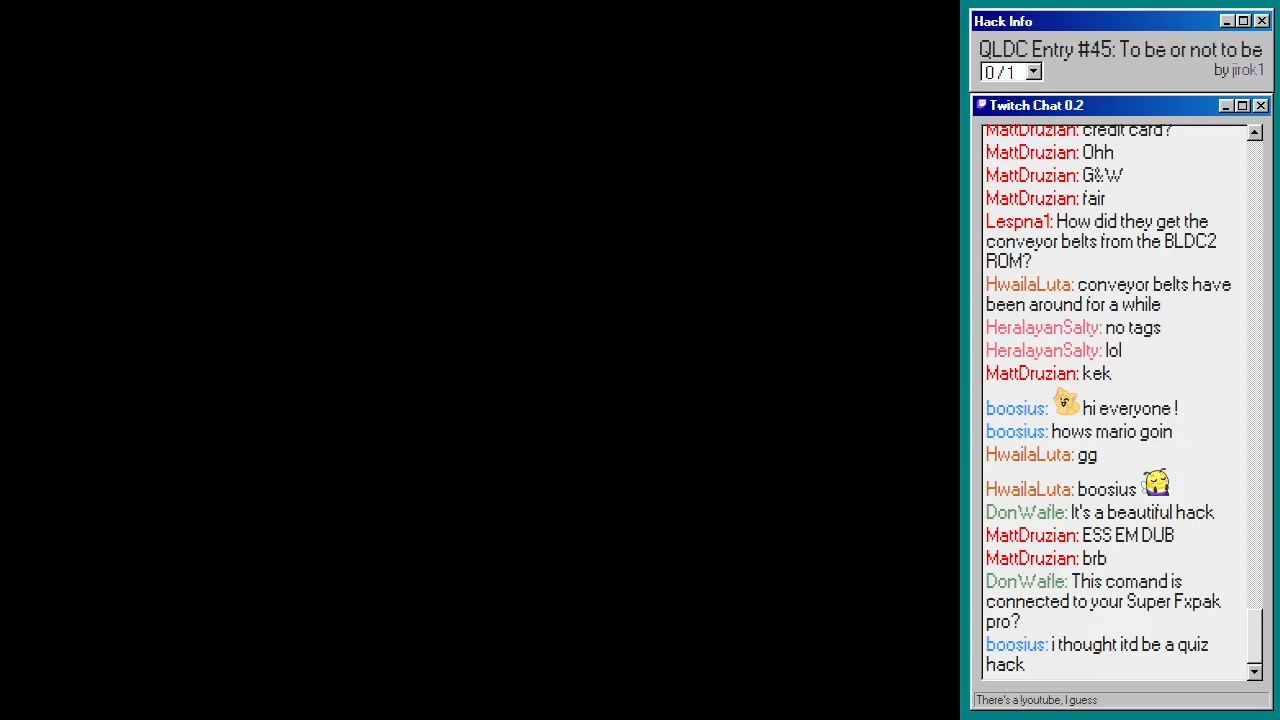 Hack Info
QLDC Entry #45: To be or not to be
0/1
by jirok1
Twitch Chat 0.2
MattDruzian: credit card?
MattDruzian: Ohh
MattDruzian: G&W
MattDruzian: fair
Lespna1: How did they get the
conveyor belts from the BLDC2
ROM?
HwailaLuta: conveyor belts have
been around for a while
HeralayanSalty: no tags
HeralayanSalty: lol
MattDruzian: kek
boosius: hi everyone!
boosius: hows mario goin
HwailaLuta: gg
HwailaLuta: boosius
DonWafle: It's a beautiful hack
MattDruzian: ESS EM DUB
MattDruzian: brb
DonWafle: This comand is
connected to your Super Fxpak
pro?
boosius: i thought itd be a quiz
hack
There's a !youtube, I guess